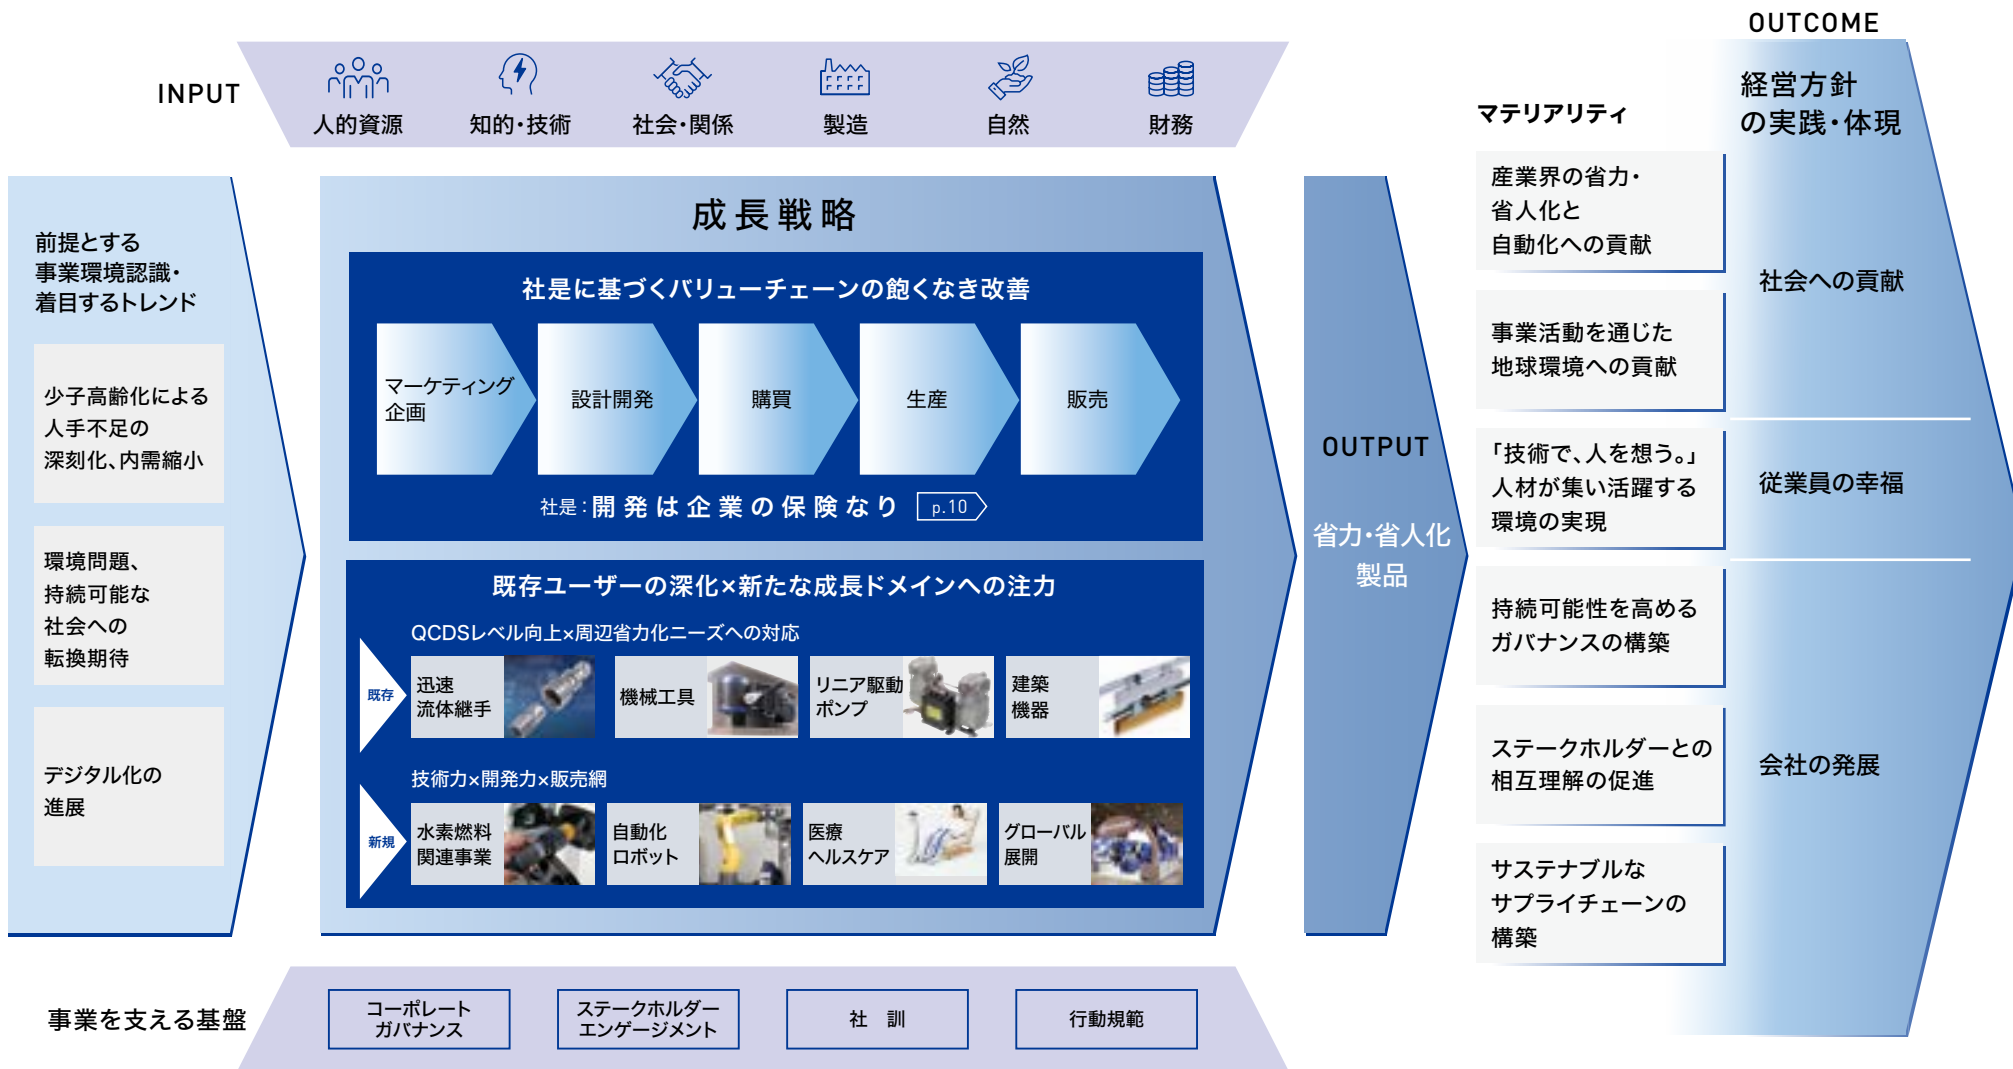 INPUT
人的資源
知的・技術
社会・関係
製造
自然
財務
前提とする
事業環境認識・
着目するトレンド
少子高齢化による
人手不足の
深刻化、内需縮小
環境問題、
持続可能な
社会への
転換期待
デジタル化の
進展
成長戦略
社是に基づくバリューチェーンの飽くなき改善
マーケティング
企画
設計開発
購買
生産
販売
社是：開発は企業の保険なり p.10
既存ユーザーの深化×新たな成長ドメインへの注力
QCDSレベル向上×周辺省力化ニーズへの対応
既存
迅速
流体継手
機械工具
リニア駆動
ポンプ
建築
機器
技術力×開発力×販売網
新規
水素燃料
関連事業
自動化
ロボット
医療
ヘルスケア
グローバル
展開
OUTPUT
省力・省人化
製品
マテリアリティ
産業界の省力・
省人化と
自動化への貢献
事業活動を通じた
地球環境への貢献
「技術で、人を想う。」
人材が集い活躍する
環境の実現
持続可能性を高める
ガバナンスの構築
ステークホルダーとの
相互理解の促進
サステナブルな
サプライチェーンの
構築
OUTCOME
経営方針
の実践・体現
社会への貢献
従業員の幸福
会社の発展
事業を支える基盤
コーポレート
ガバナンス
ステークホルダー
エンゲージメント
社　訓
行動規範